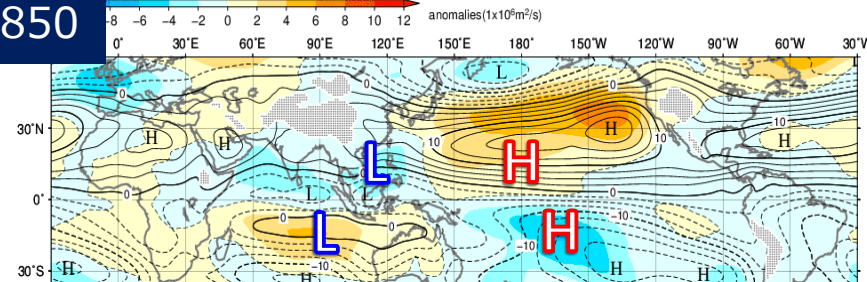 850
-8 -6 -4 -2 0 2 4 6 8 10 12
anomalies(1x10⁶m²/s)
0° 30°E 60°E 90°E 120°E 150°E 180° 150°W 120°W 90°W 60°W 30°W
L
0 0 0
10 H 10
30°N H H L 10 H H
L
0 0
0° L
0 L H -10
0 -10
-10
30°S H H H H